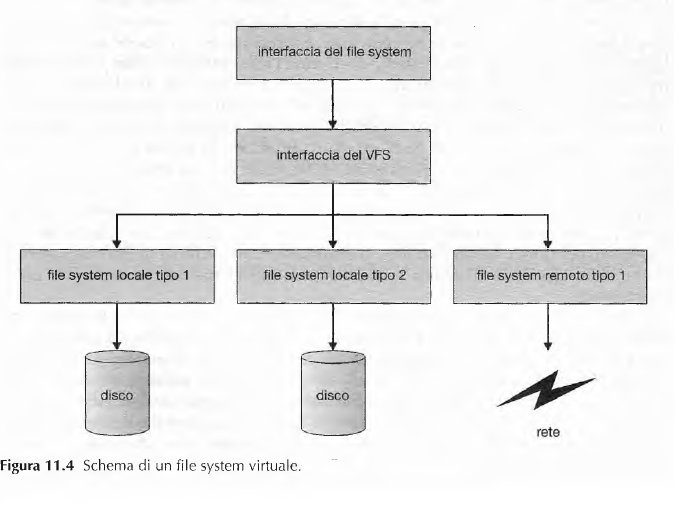 interfaccia del file system
interfaccia del VFS
file system locale tipo 1
file system locale tipo 2
file system remoto tipo 1
disco
disco
rete
Figura 11.4 Schema di un file system virtuale.